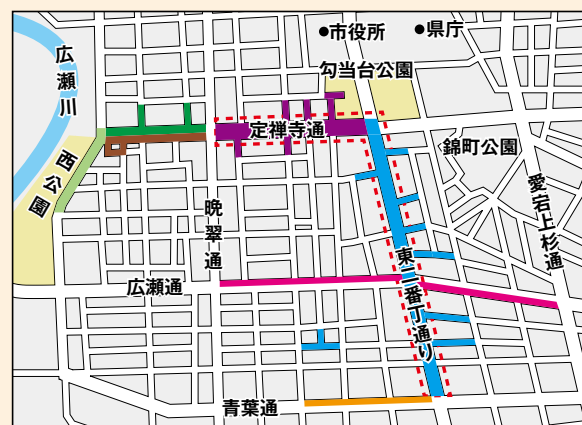 ●市役所
●県庁
広瀬川
勾当台公園
定禅寺通
錦町公園
西公園
愛宕上杉通
晩翠通
東二番丁通り
広瀬通
青葉通